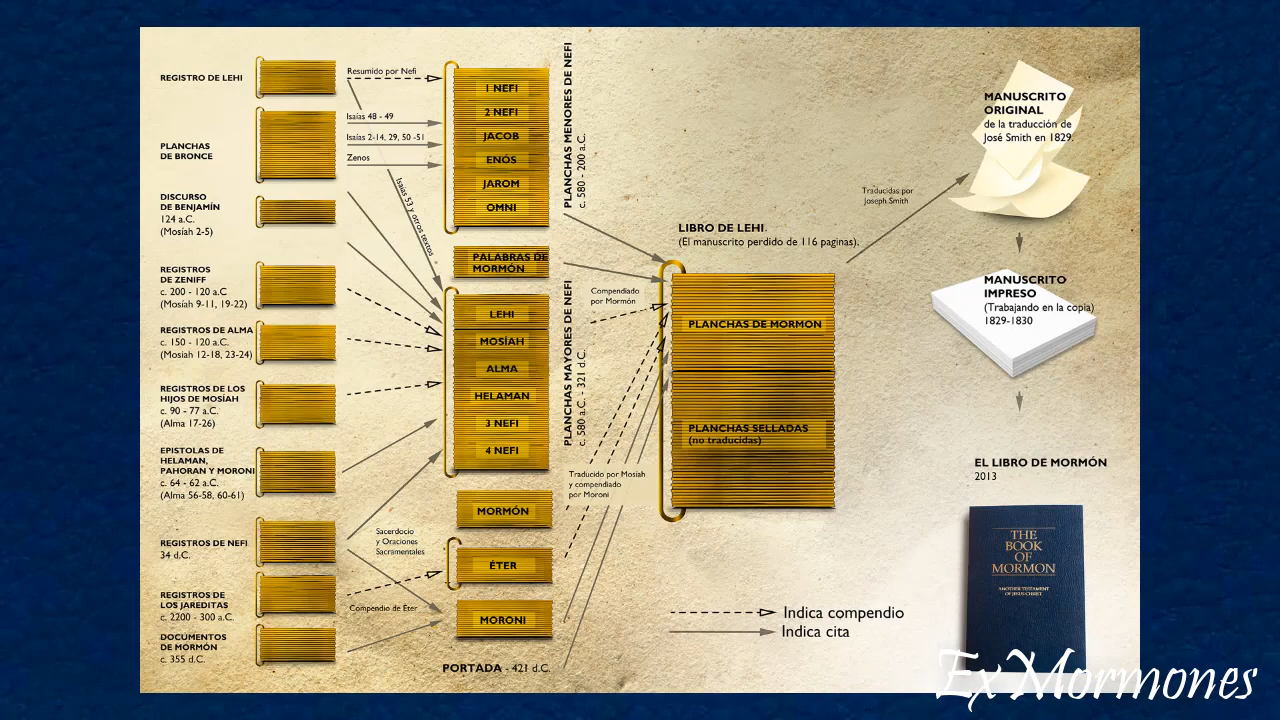 REGISTRO DE LEHI
PLANCHAS
DE BRONCE
DISCURSO
DE BENJAMÍN
124 a.C.
(Mosíah 2-5)
REGISTROS
DE ZENIFF
c. 200 - 120 a.C
(Mosíah 9-11, 19-22)
REGISTROS DE ALMA
c. 150 - 120 a.C.
(Mosiah 12-18, 23-24)
REGISTROS DE LOS
HIJOS DE MOSÍAH
c. 90 - 77 a.C.
(Alma 17-26)
EPISTOLAS DE
HELAMAN,
PAHORAN Y MORONI
c. 64 - 62 a.C.
(Alma 56-58, 60-61)
REGISTROS DE NEFI
34 d.C.
REGISTROS DE
LOS JAREDITAS
c. 2200 - 300 a.C.
DOCUMENTOS
DE MORMÓN
c. 355 d.C.
Resumido por Nefi
Isaías 48 - 49
Isaías 2-14, 29, 50 -51
Zenos
Isaías 53 y otros textos
Sacerdocio
y Oraciones
Sacramentales
Compendio de Éter
1 NEFI
2 NEFI
JACOB
ENÓS
JAROM
OMNI
PLANCHAS MENORES DE NEFI
c. 580 - 200 a.C.
PALABRAS DE
MORMÓN
LEHI
MOSÍAH
ALMA
HELAMAN
3 NEFI
4 NEFI
PLANCHAS MAYORES DE NEFI
c. 580 a.C. - 321 d.C.
MORMÓN
ÉTER
MORONI
PORTADA - 421 d.C.
Compendiado
por Mormón
Traducido por Mosiah
y compendiado
por Moroni
LIBRO DE LEHI.
(El manuscrito perdido de 116 paginas).
PLANCHAS DE MORMON
PLANCHAS SELLADAS
(no traducidas)
Indica compendio
Indica cita
Traducidas por
Joseph Smith
MANUSCRITO
ORIGINAL
de la traducción de
José Smith en 1829.
MANUSCRITO
IMPRESO
(Trabajando en la copia)
1829-1830
EL LIBRO DE MORMÓN
2013
THE
BOOK
OF
MORMON
ANOTHER TESTAMENT
OF JESUS CHRIST
Ex Mormones